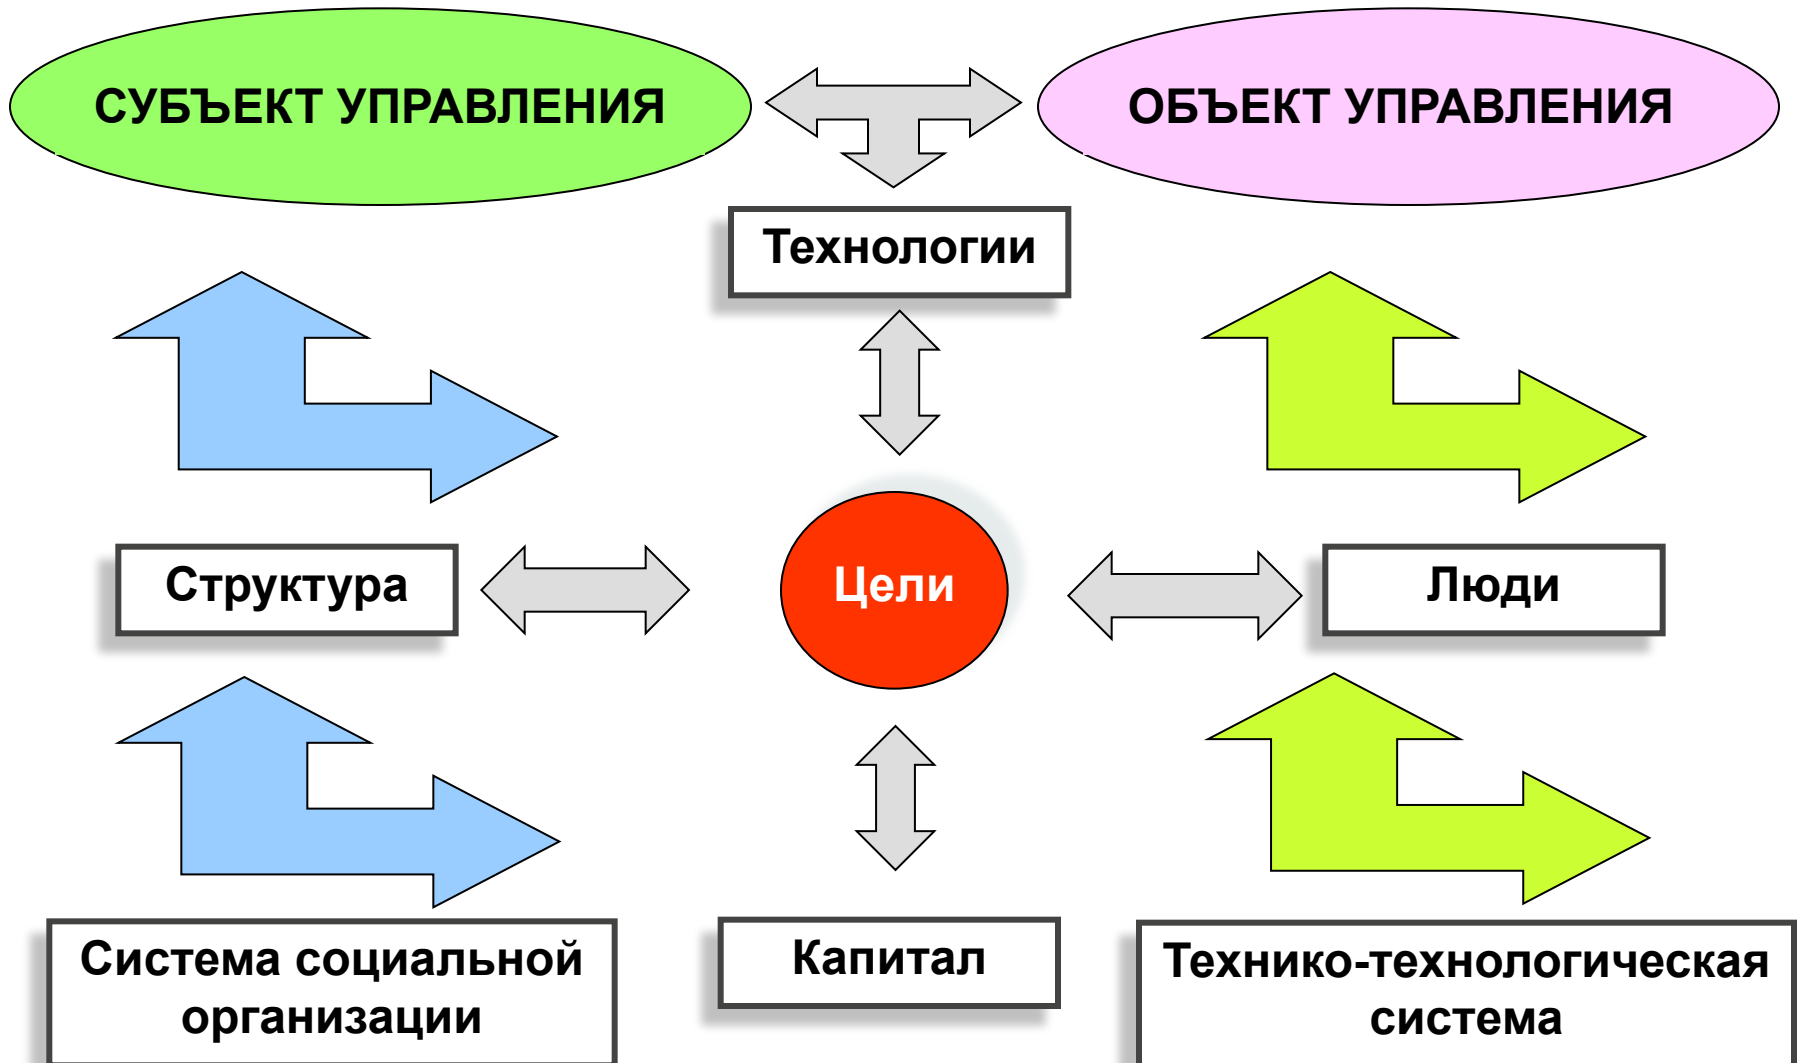 СУБЪЕКТ УПРАВЛЕНИЯ
ОБЪЕКТ УПРАВЛЕНИЯ
Технологии
Структура
Цели
Люди
Система социальной
организации
Капитал
Технико-технологическая
система